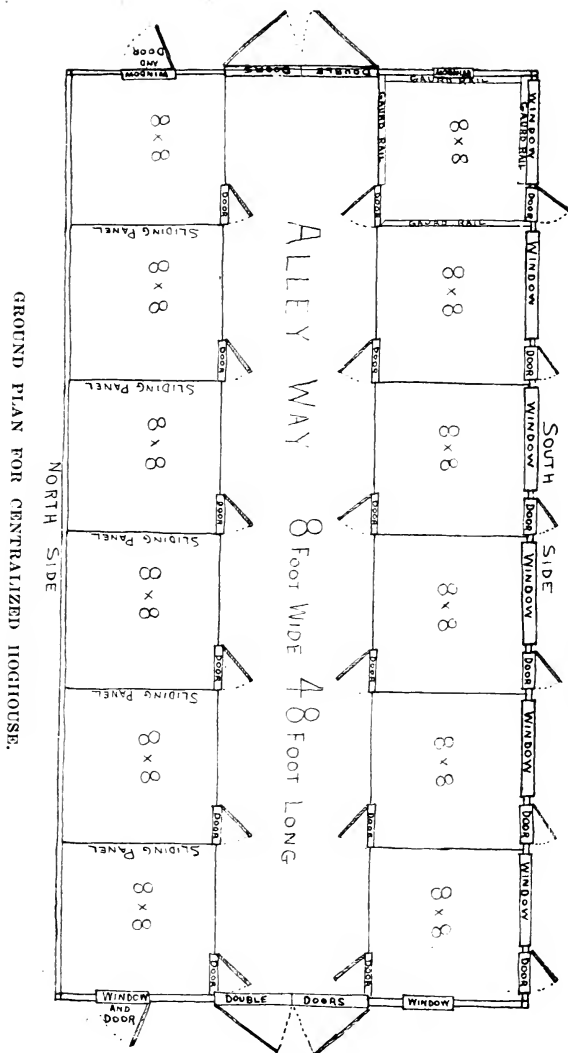 SOUTH SIDE
WINDOW DOOR WINDOW DOOR WINDOW DOOR WINDOW DOOR WINDOW DOOR WINDOW DOOR
GAURD RAIL
WINDOW
GAURD RAIL
8 x 8
GAURD RAIL
8 x 8
8 x 8
8 x 8
8 x 8
8 x 8
WINDOW
GAURD RAIL
DOOR DOOR DOOR DOOR DOOR DOOR
DOUBLE DOORS
ALLEY WAY 8 FOOT WIDE 48 FOOT LONG
DOUBLE DOORS
DOOR DOOR DOOR DOOR DOOR DOOR
WINDOW
AND
DOOR
8 x 8
SLIDING PANEL
8 x 8
SLIDING PANEL
8 x 8
SLIDING PANEL
8 x 8
SLIDING PANEL
8 x 8
SLIDING PANEL
8 x 8
WINDOW
AND
DOOR
NORTH SIDE
GROUND PLAN FOR CENTRALIZED HOGHOUSE.